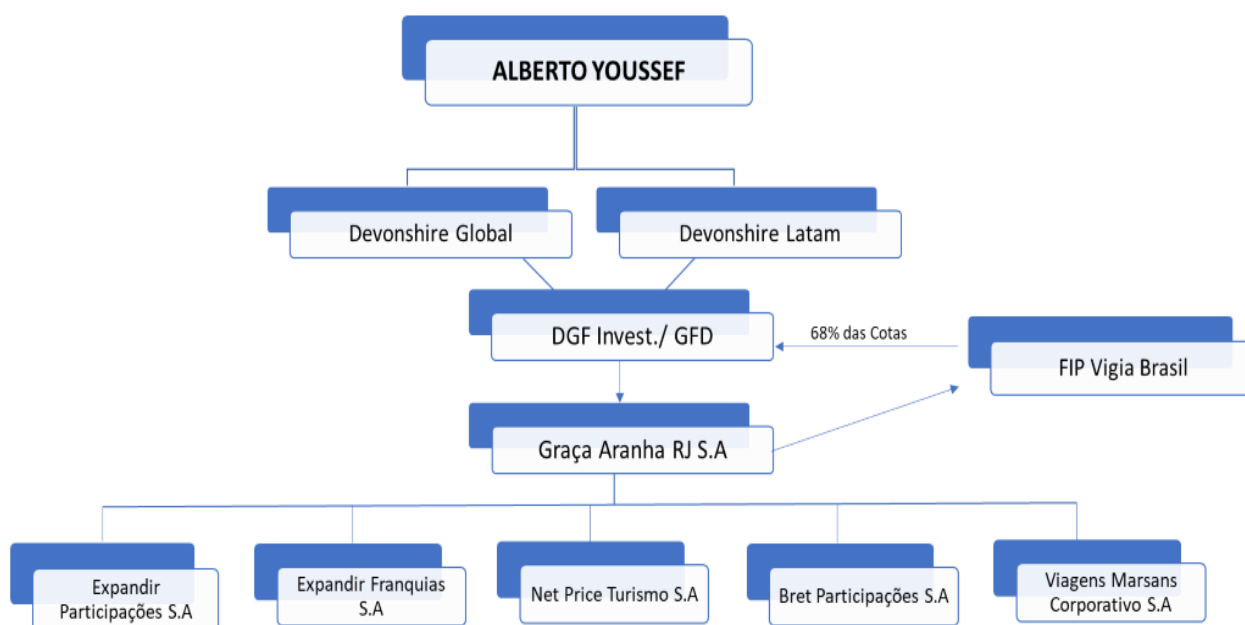 ALBERTO YOUSSEF
Devonshire Global
Devonshire Latam
DGF Invest./ GFD
68% das Cotas
FIP Vigia Brasil
Graça Aranha RJ S.A
Expandir
Participações S.A
Expandir Franquias
S.A
Net Price Turismo S.A
Bret Participações S.A
Viagens Marsans
Corporativo S.A